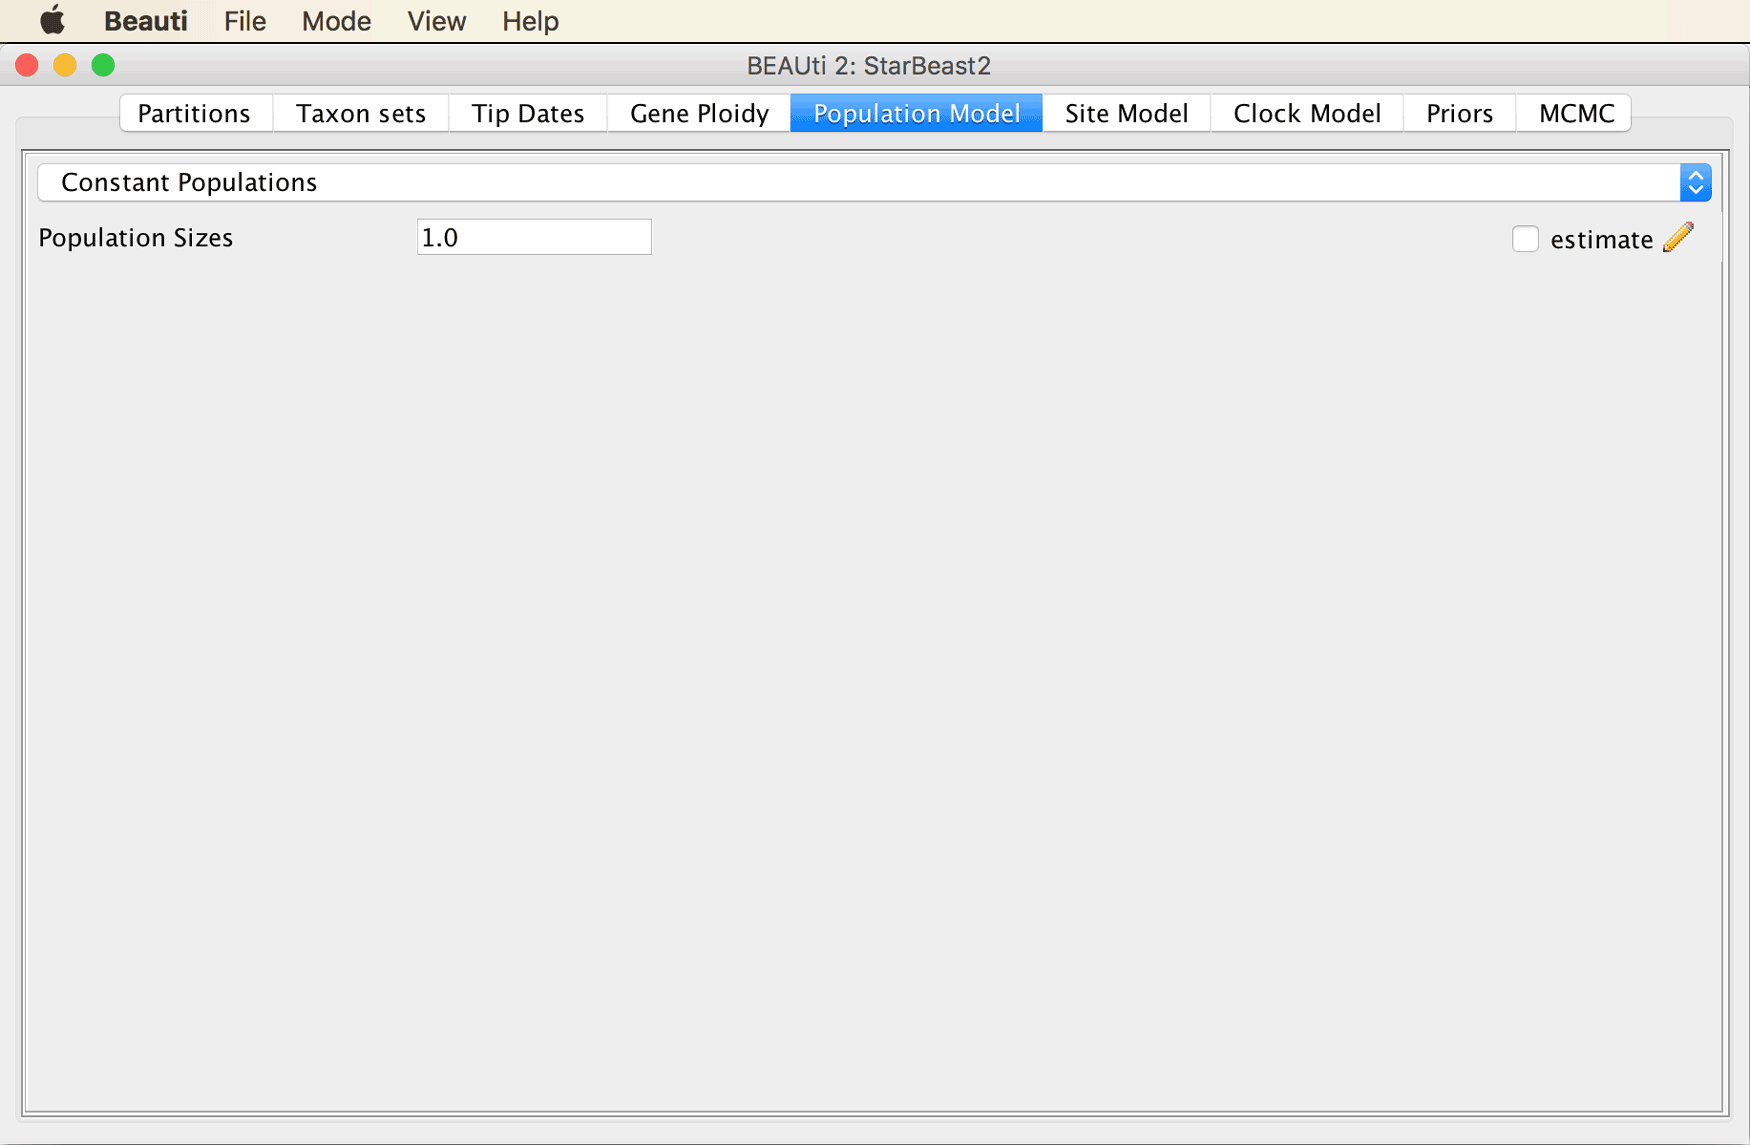 Beauti File Mode View Help
BEAUti 2: StarBeast2
Partitions Taxon sets Tip Dates Gene Ploidy Population Model Site Model Clock Model Priors MCMC
Constant Populations
Population Sizes 1.0 estimate